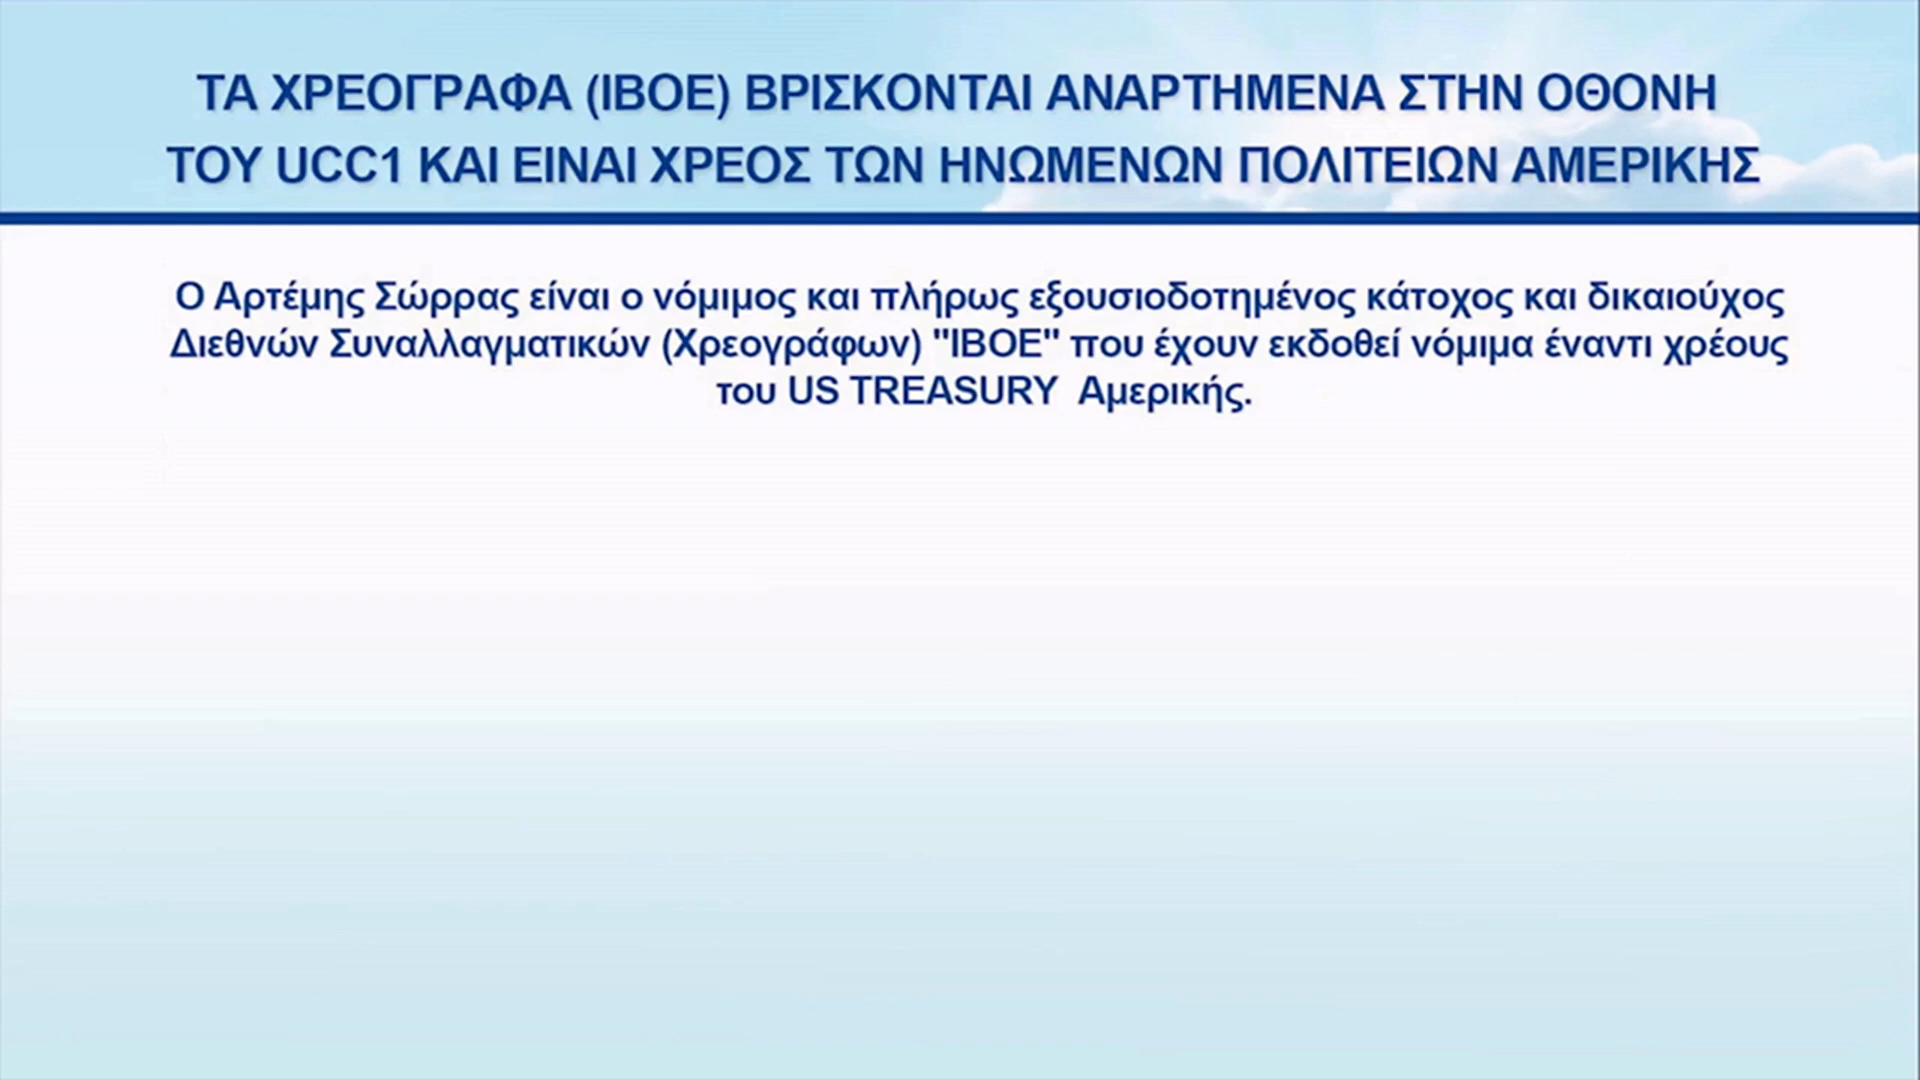 ΤΑ ΧΡΕΟΓΡΑΦΑ (ΙΒΟΕ) ΒΡΙΣΚΟΝΤΑΙ ΑΝΑΡΤΗΜΕΝΑ ΣΤΗΝ ΟΘΟΝΗ
ΤΟΥ UCC1 ΚΑΙ ΕΙΝΑΙ ΧΡΕΟΣ ΤΩΝ ΗΝΩΜΕΝΩΝ ΠΟΛΙΤΕΙΩΝ ΑΜΕΡΙΚΗΣ
Ο Αρτέμης Σώρρας είναι ο νόμιμος και πλήρως εξουσιοδοτημένος κάτοχος και δικαιούχος
Διεθνών Συναλλαγματικών (Χρεογράφων) "ΙΒΟΕ" που έχουν εκδοθεί νόμιμα έναντι χρέους
του US TREASURY Αμερικής.